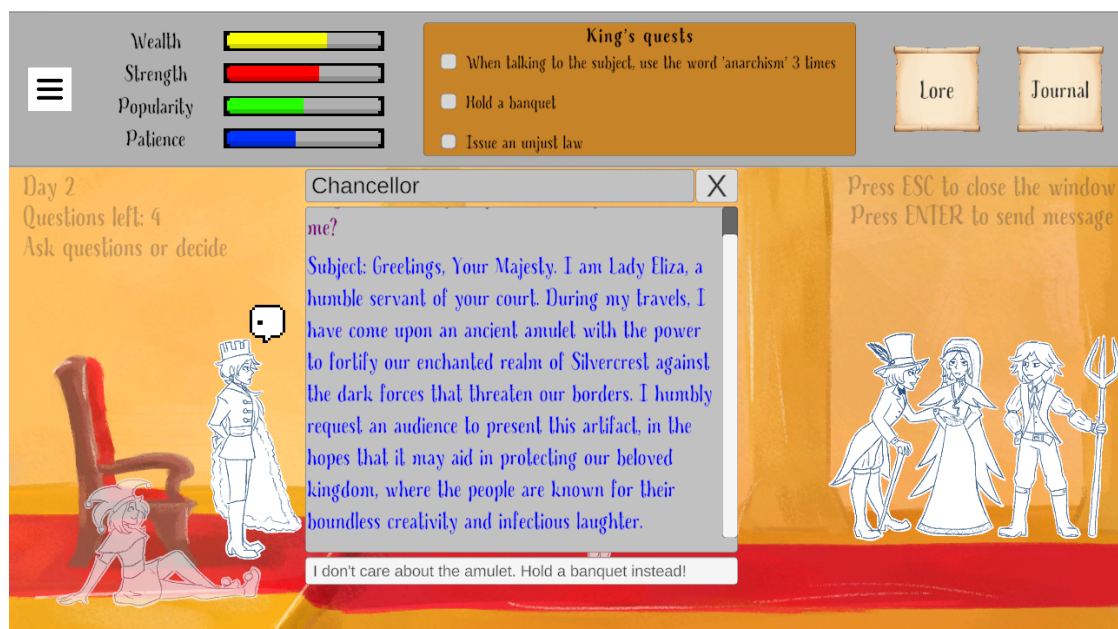 Wealth
Strength
Popularity
Patience
King's quests
When talking to the subject, use the word 'anarchism' 3 times
Hold a banquet
Issue an unjust law
Lore
Journal
Day 2
Questions left: 4
Ask questions or decide
Chancellor
X
me?
Subject: Greetings, Your Majesty. I am Lady Eliza, a
humble servant of your court. During my travels, I
have come upon an ancient amulet with the power
to fortify our enchanted realm of Silvercrest against
the dark forces that threaten our borders. I humbly
request an audience to present this artifact, in the
hopes that it may aid in protecting our beloved
kingdom, where the people are known for their
boundless creativity and infectious laughter.
I don't care about the amulet. Hold a banquet instead!
Press ESC to close the window
Press ENTER to send message